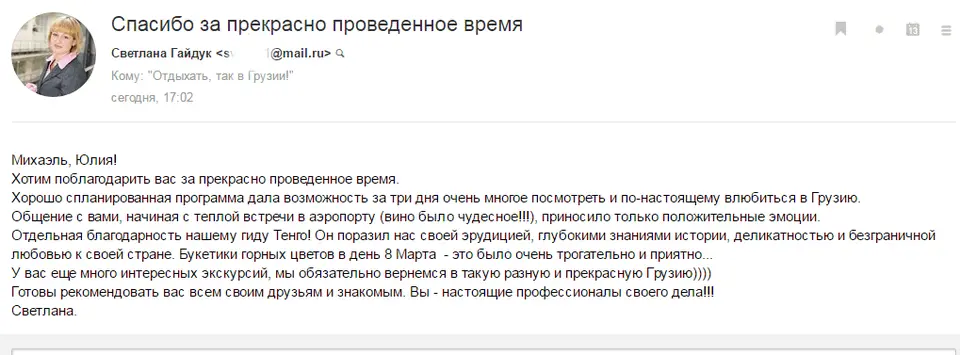 Спасибо за прекрасно проведенное время
Светлана Гайдук <s 1@mail.ru>
Кому: "Отдыхать, так в Грузии!"
сегодня, 17:02
13
Михаэль, Юлия!
Хотим поблагодарить вас за прекрасно проведенное время.
Хорошо спланированная программа дала возможность за три дня очень многое посмотреть и по-настоящему влюбиться в Грузию.
Общение с вами, начиная с теплой встречи в аэропорту (вино было чудесное!!!), приносило только положительные эмоции.
Отдельная благодарность нашему гиду Тенго! Он поразил нас своей эрудицией, глубокими знаниями истории, деликатностью и безграничной
любовью к своей стране. Букетики горных цветов в день 8 Марта - это было очень трогательно и приятно...
У вас еще много интересных экскурсий, мы обязательно вернемся в такую разную и прекрасную Грузию))))
Готовы рекомендовать вас всем своим друзьям и знакомым. Вы - настоящие профессионалы своего дела!!!
Светлана.